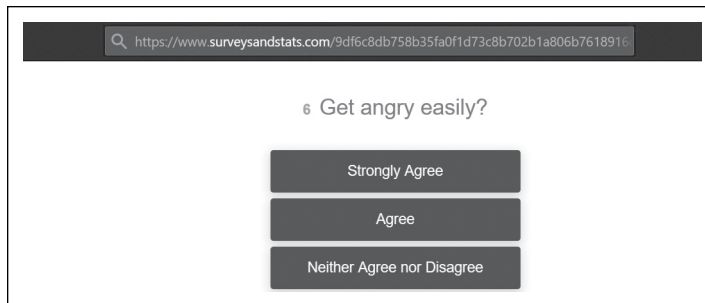 https://www.surveysandstats.com/9df6c8db758b35fa0f1d73c8b702b1a806b7618916
6 Get angry easily?
Strongly Agree
Agree
Neither Agree nor Disagree